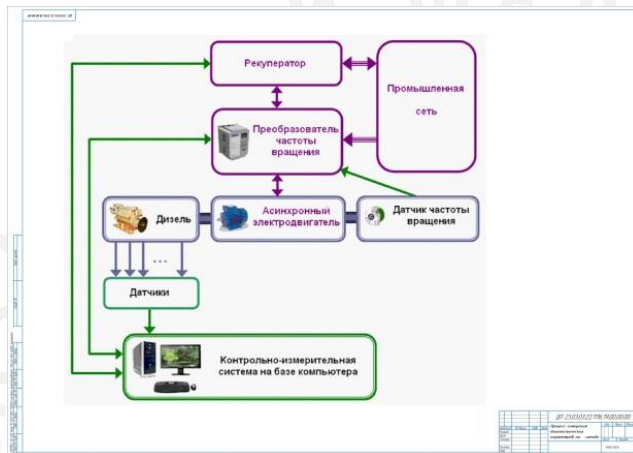 Рекуператор
Промышленная
сеть
Преобразователь
частоты
вращения
Дизель
Асинхронный
электродвигатель
Датчик частоты
вращения
...
Датчики
Контрольно-измерительная
система на базе компьютера